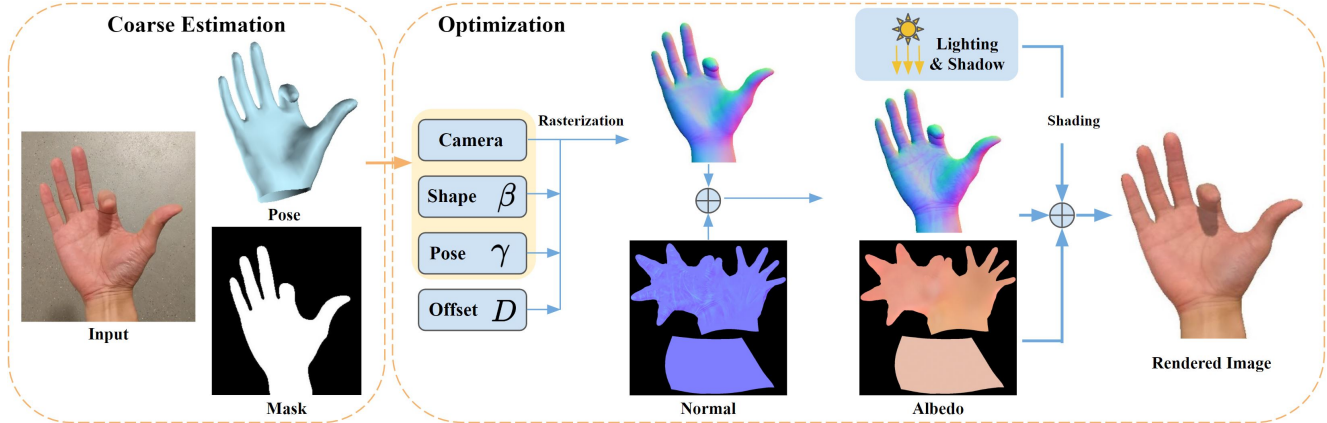 Coarse Estimation
Pose
Input
Mask
Optimization
Camera
Shape β
Pose γ
Offset D
Rasterization
Normal
Lighting
& Shadow
Albedo
Shading
Rendered Image